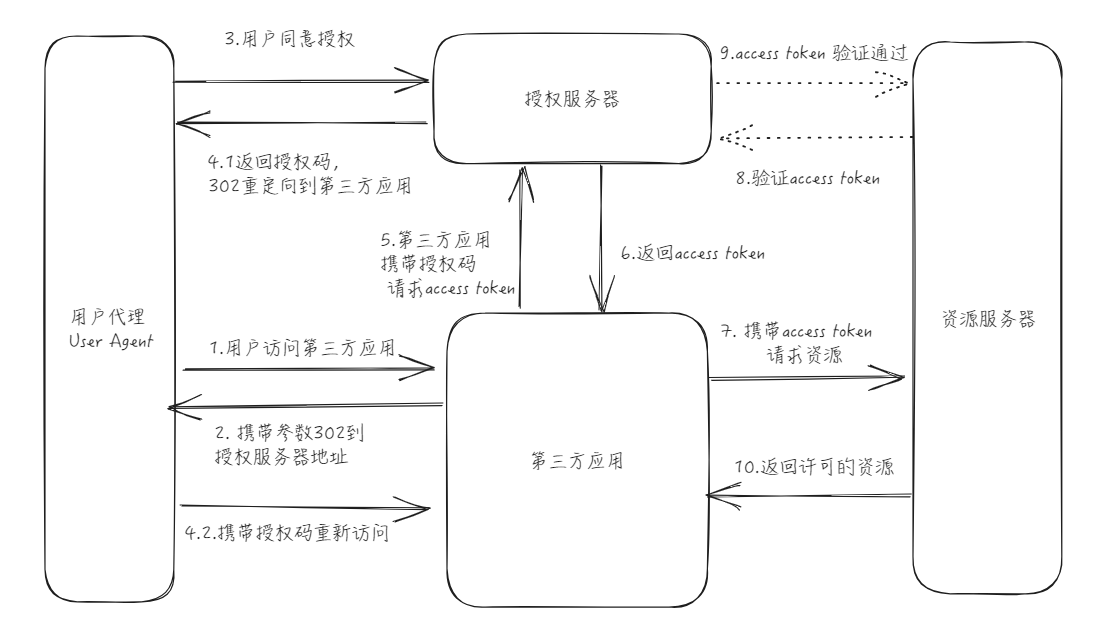 3.用户同意授权
9.access token 验证通过
授权服务器
4.1返回授权码,
302重定向到第三方应用
8.验证access token
5.第三方应用
携带授权码
请求access token
6.返回access token
用户代理
User Agent
资源服务器
1.用户访问第三方应用
7. 携带access token
请求资源
2. 携带参数302到
授权服务器地址
第三方应用
10.返回许可的资源
4.2.携带授权码重新访问